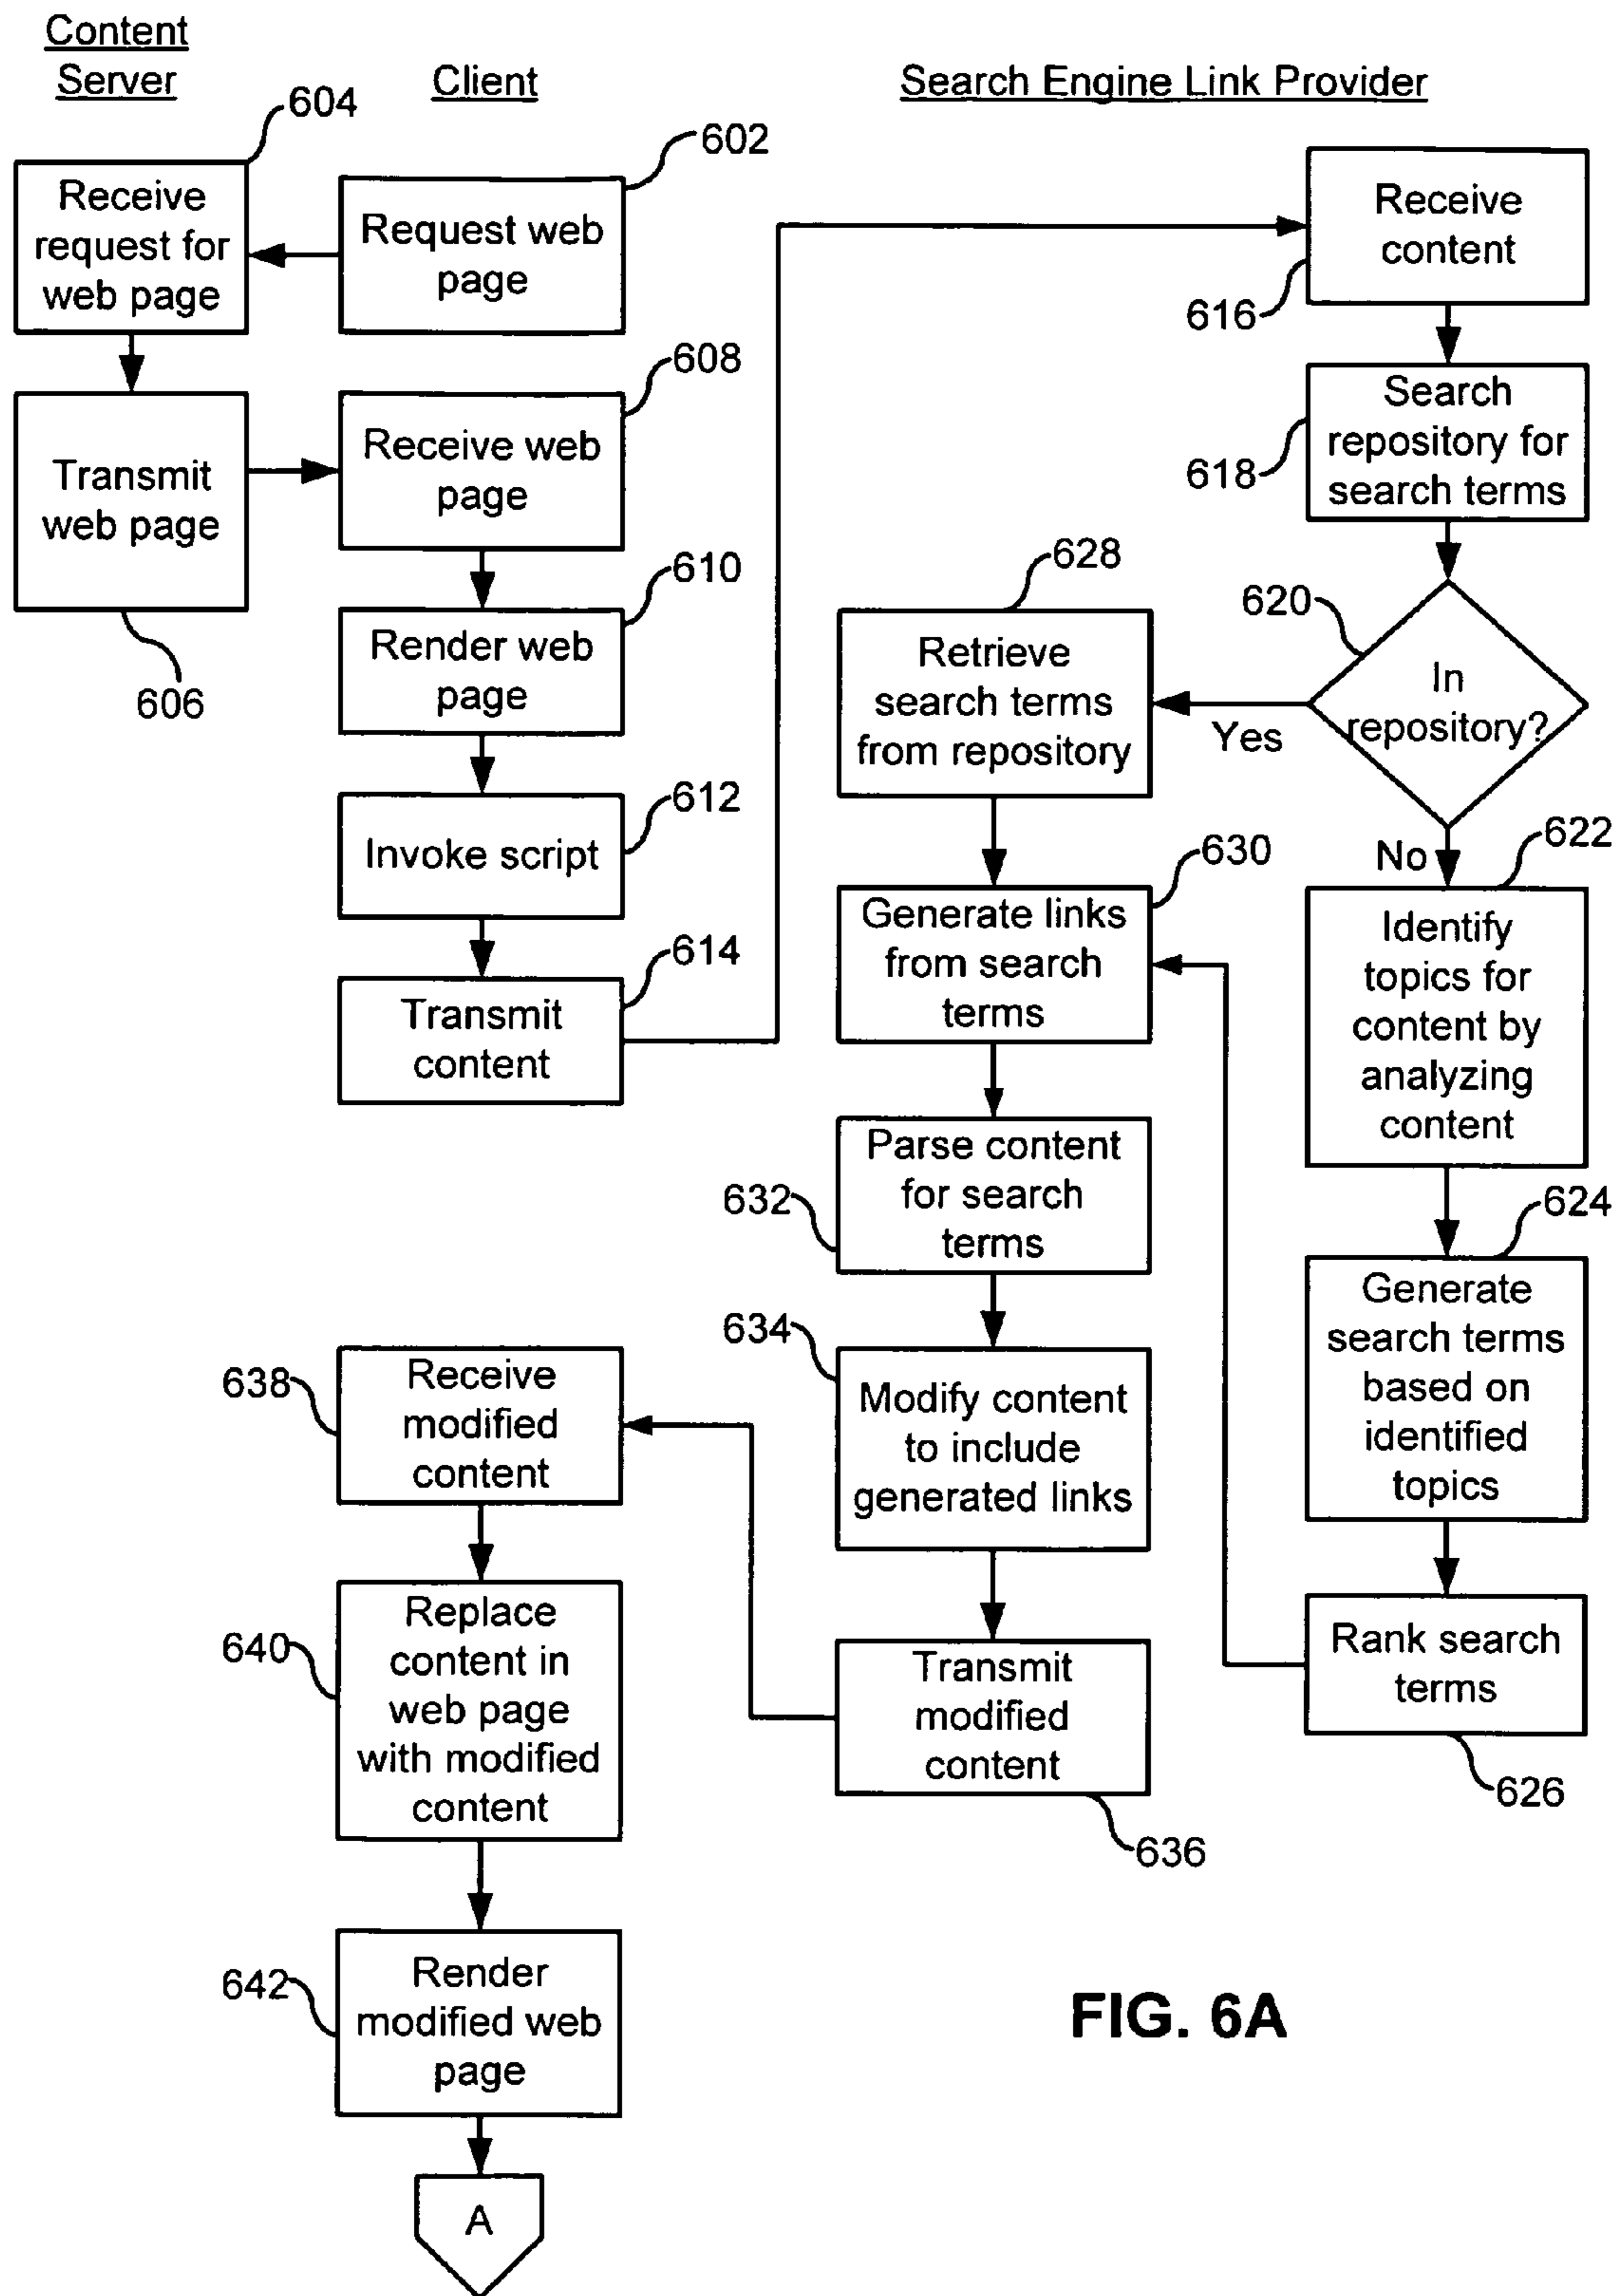 Content
Server
Client
Search Engine Link Provider
604
Receive
request for
web page
602
Request web
page
Transmit
web page
606
608
Receive web
page
610
Render web
page
612
Invoke script
614
Transmit
content
Receive
content
616
Search
repository for
search terms
618
620
In
repository?
Yes
No
628
Retrieve
search terms
from repository
622
Identify
topics for
content by
analyzing
content
624
Generate
search terms
based on
identified
topics
Rank search
terms
626
630
Generate links
from search
terms
632
Parse content
for search
terms
634
Modify content
to include
generated links
Transmit
modified
content
636
638
Receive
modified
content
640
Replace
content in
web page
with modified
content
642
Render
modified web
page
A
FIG. 6A